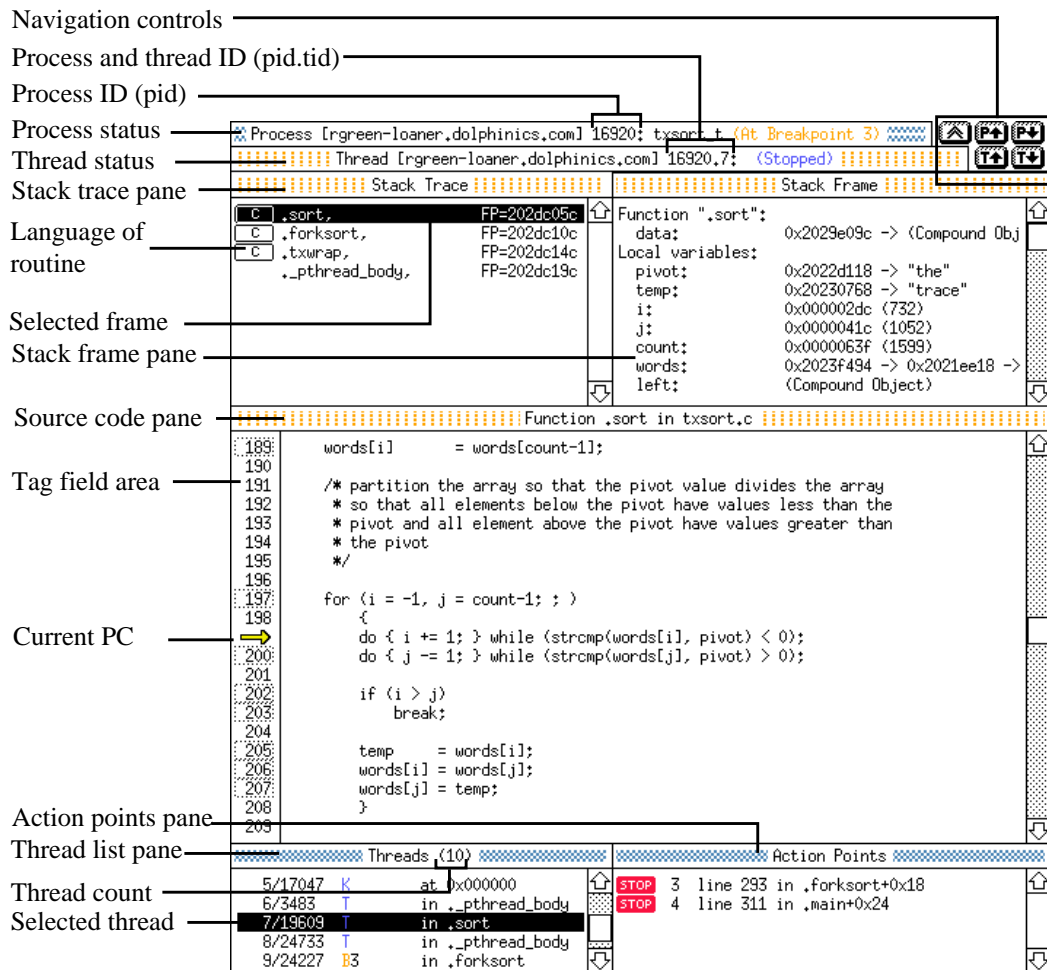 Navigation controls
Process and thread ID (pid.tid)
Process ID (pid)
Process status
Process [rgreen-loaner.dolphinics.com] 16920: txsort_t (At Breakpoint 3)
P P
Thread status
Thread [rgreen-loaner.dolphinics.com] 16920.7: (Stopped)
T T
Stack trace pane
Stack Trace
Stack Frame
Language of
routine
Selected frame
Stack frame pane
C .sort, FP=202dc05c
C .forksort, FP=202dc10c
C .txwrap, FP=202dc14c
._pthread_body, FP=202dc19c
Function ".sort":
data: 0x2029e09c -> (Compound Obj
Local variables:
pivot: 0x2022d118 -> "the"
temp: 0x20230768 -> "trace"
i: 0x000002dc (732)
j: 0x0000041c (1052)
count: 0x0000063f (1599)
words: 0x2023f494 -> 0x2021ee18 ->
left: (Compound Object)
Source code pane
Function .sort in txsort.c
Tag field area
Current PC
189 words[i] = words[count-1];
190
191 /* partition the array so that the pivot value divides the array
192 * so that all elements below the pivot have values less than the
193 * pivot and all element above the pivot have values greater than
194 * the pivot
195 */
196
197 for (i = -1, j = count-1; ; )
198 {
do { i += 1; } while (strcmp(words[i], pivot) < 0);
200 do { j -= 1; } while (strcmp(words[j], pivot) > 0);
201
202 if (i > j)
203 break;
204
205 temp = words[i];
206 words[i] = words[j];
207 words[j] = temp;
208 }
209
Action points pane
Thread list pane
Threads (10)
Action Points
Thread count
Selected thread
5/17047 K at 0x000000
6/3483 T in ._pthread_body
7/19609 T in .sort
8/24733 T in ._pthread_body
9/24227 B3 in .forksort
STOP 3 line 293 in .forksort+0x18
STOP 4 line 311 in .main+0x24